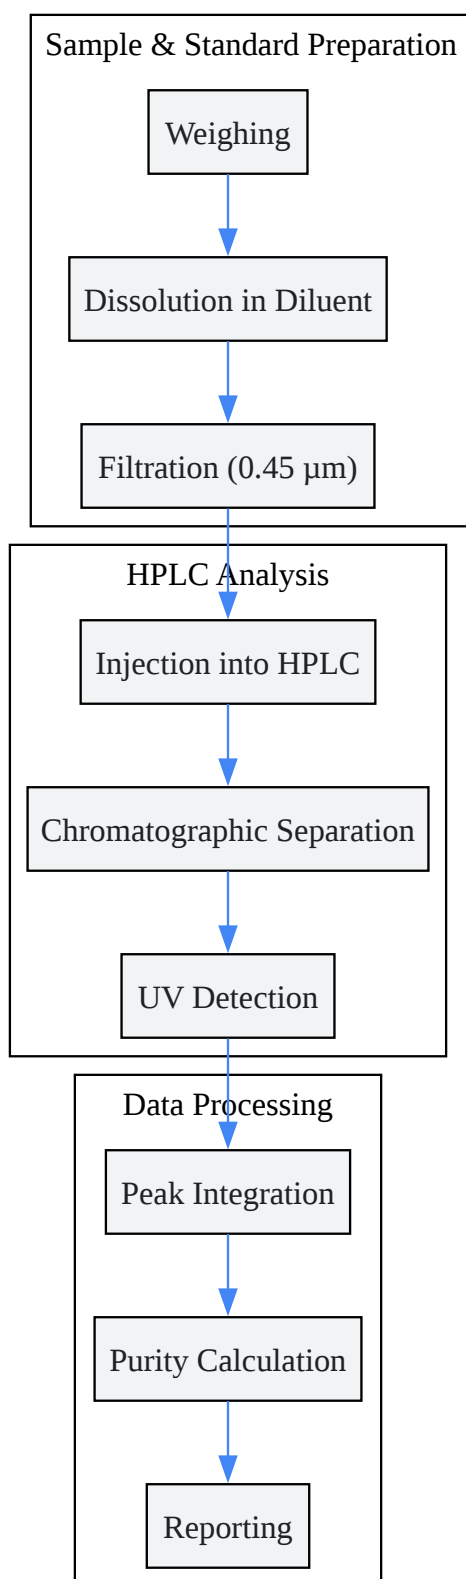 Sample & Standard Preparation
Weighing
Dissolution in Diluent
Filtration (0.45 µm)
HPLC Analysis
Injection into HPLC
Chromatographic Separation
UV Detection
Data Processing
Peak Integration
Purity Calculation
Reporting